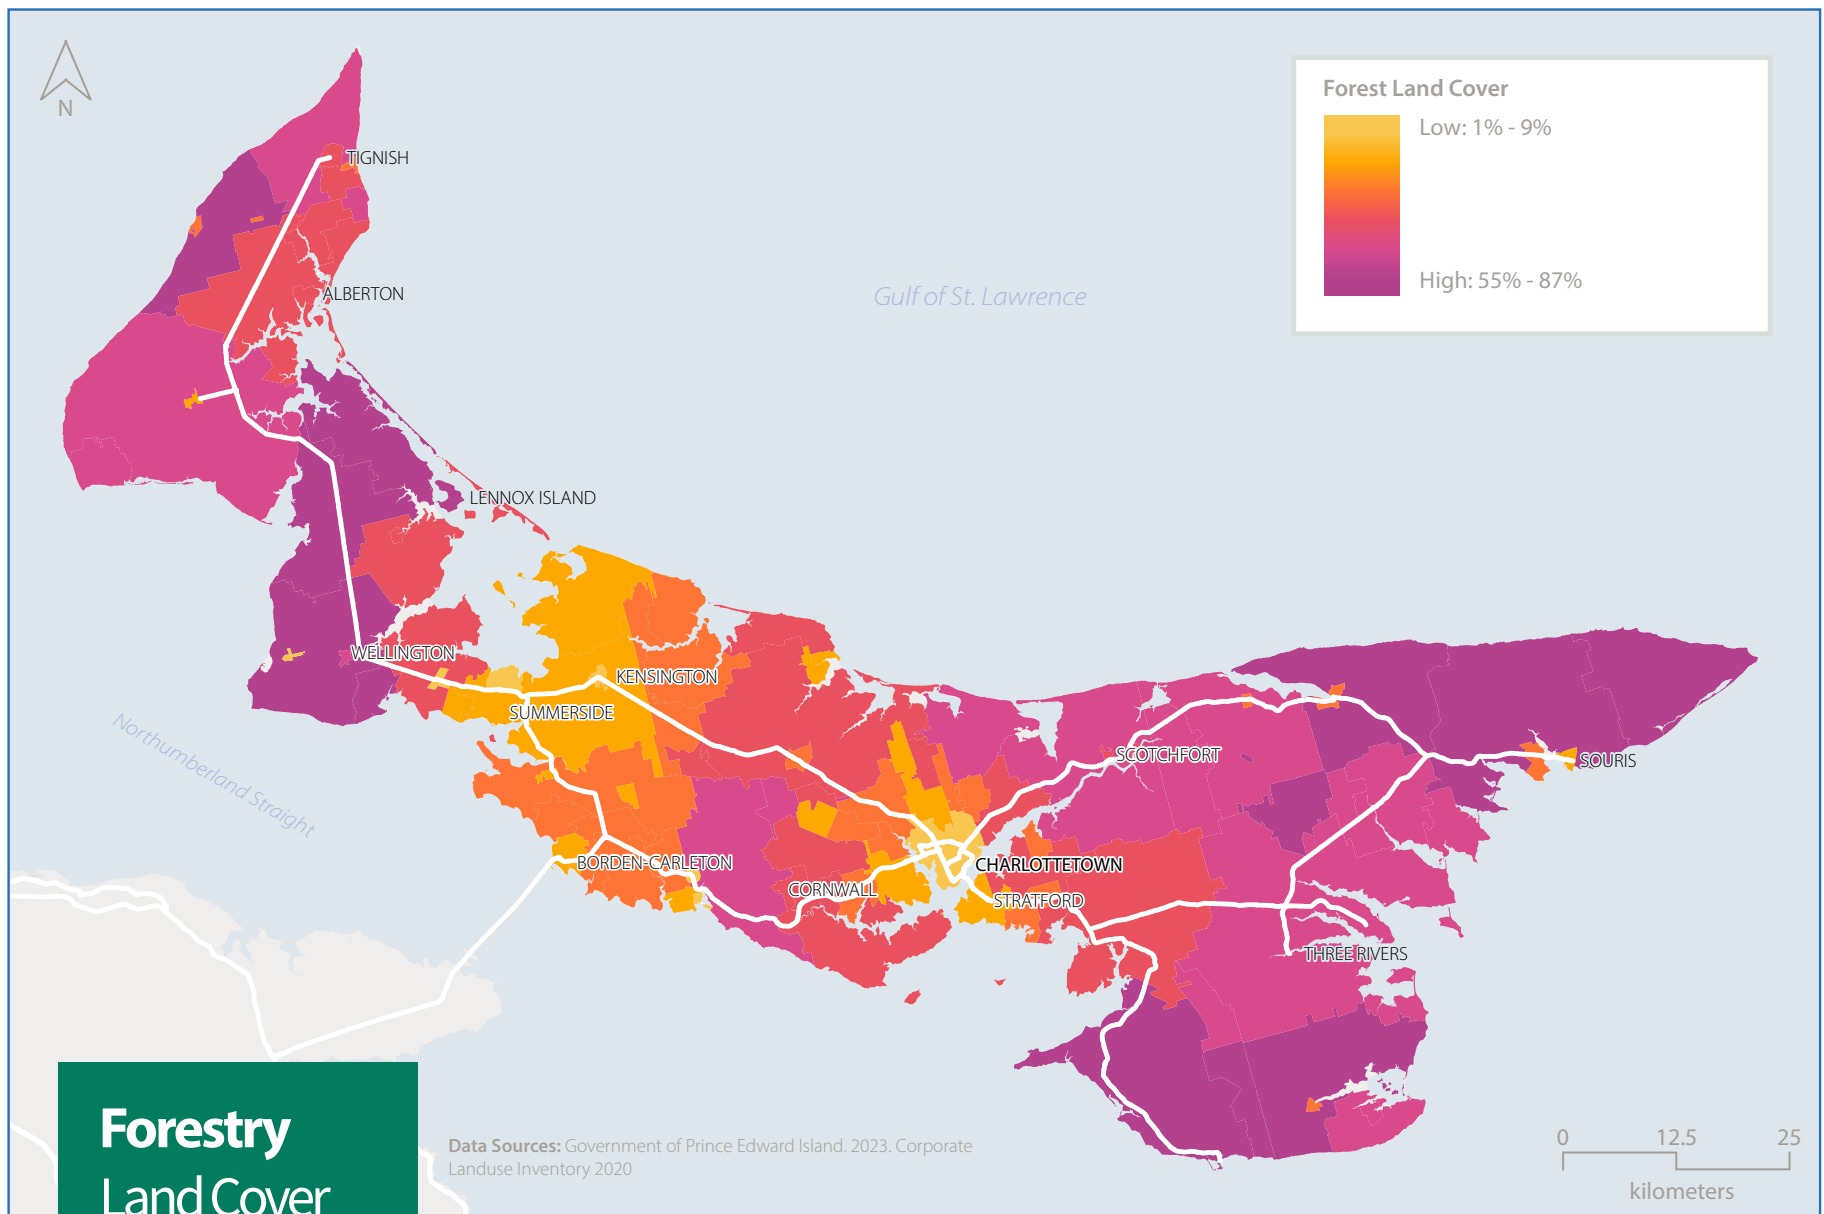 N
Forest Land Cover
Low: 1% - 9%
High: 55% - 87%
TIGNISH
ALBERTON
Gulf of St. Lawrence
LENNOX ISLAND
WELLINGTON
KENSINGTON
SUMMERSIDE
Northumberland Straight
SCOTCHFORT
SOURIS
BORDEN-CARLETON
CHARLOTTETOWN
CORNWALL
STRATFORD
THREE RIVERS
Forestry
Land Cover
Data Sources: Government of Prince Edward Island. 2023. Corporate
Landuse Inventory 2020
0 12.5 25
kilometers